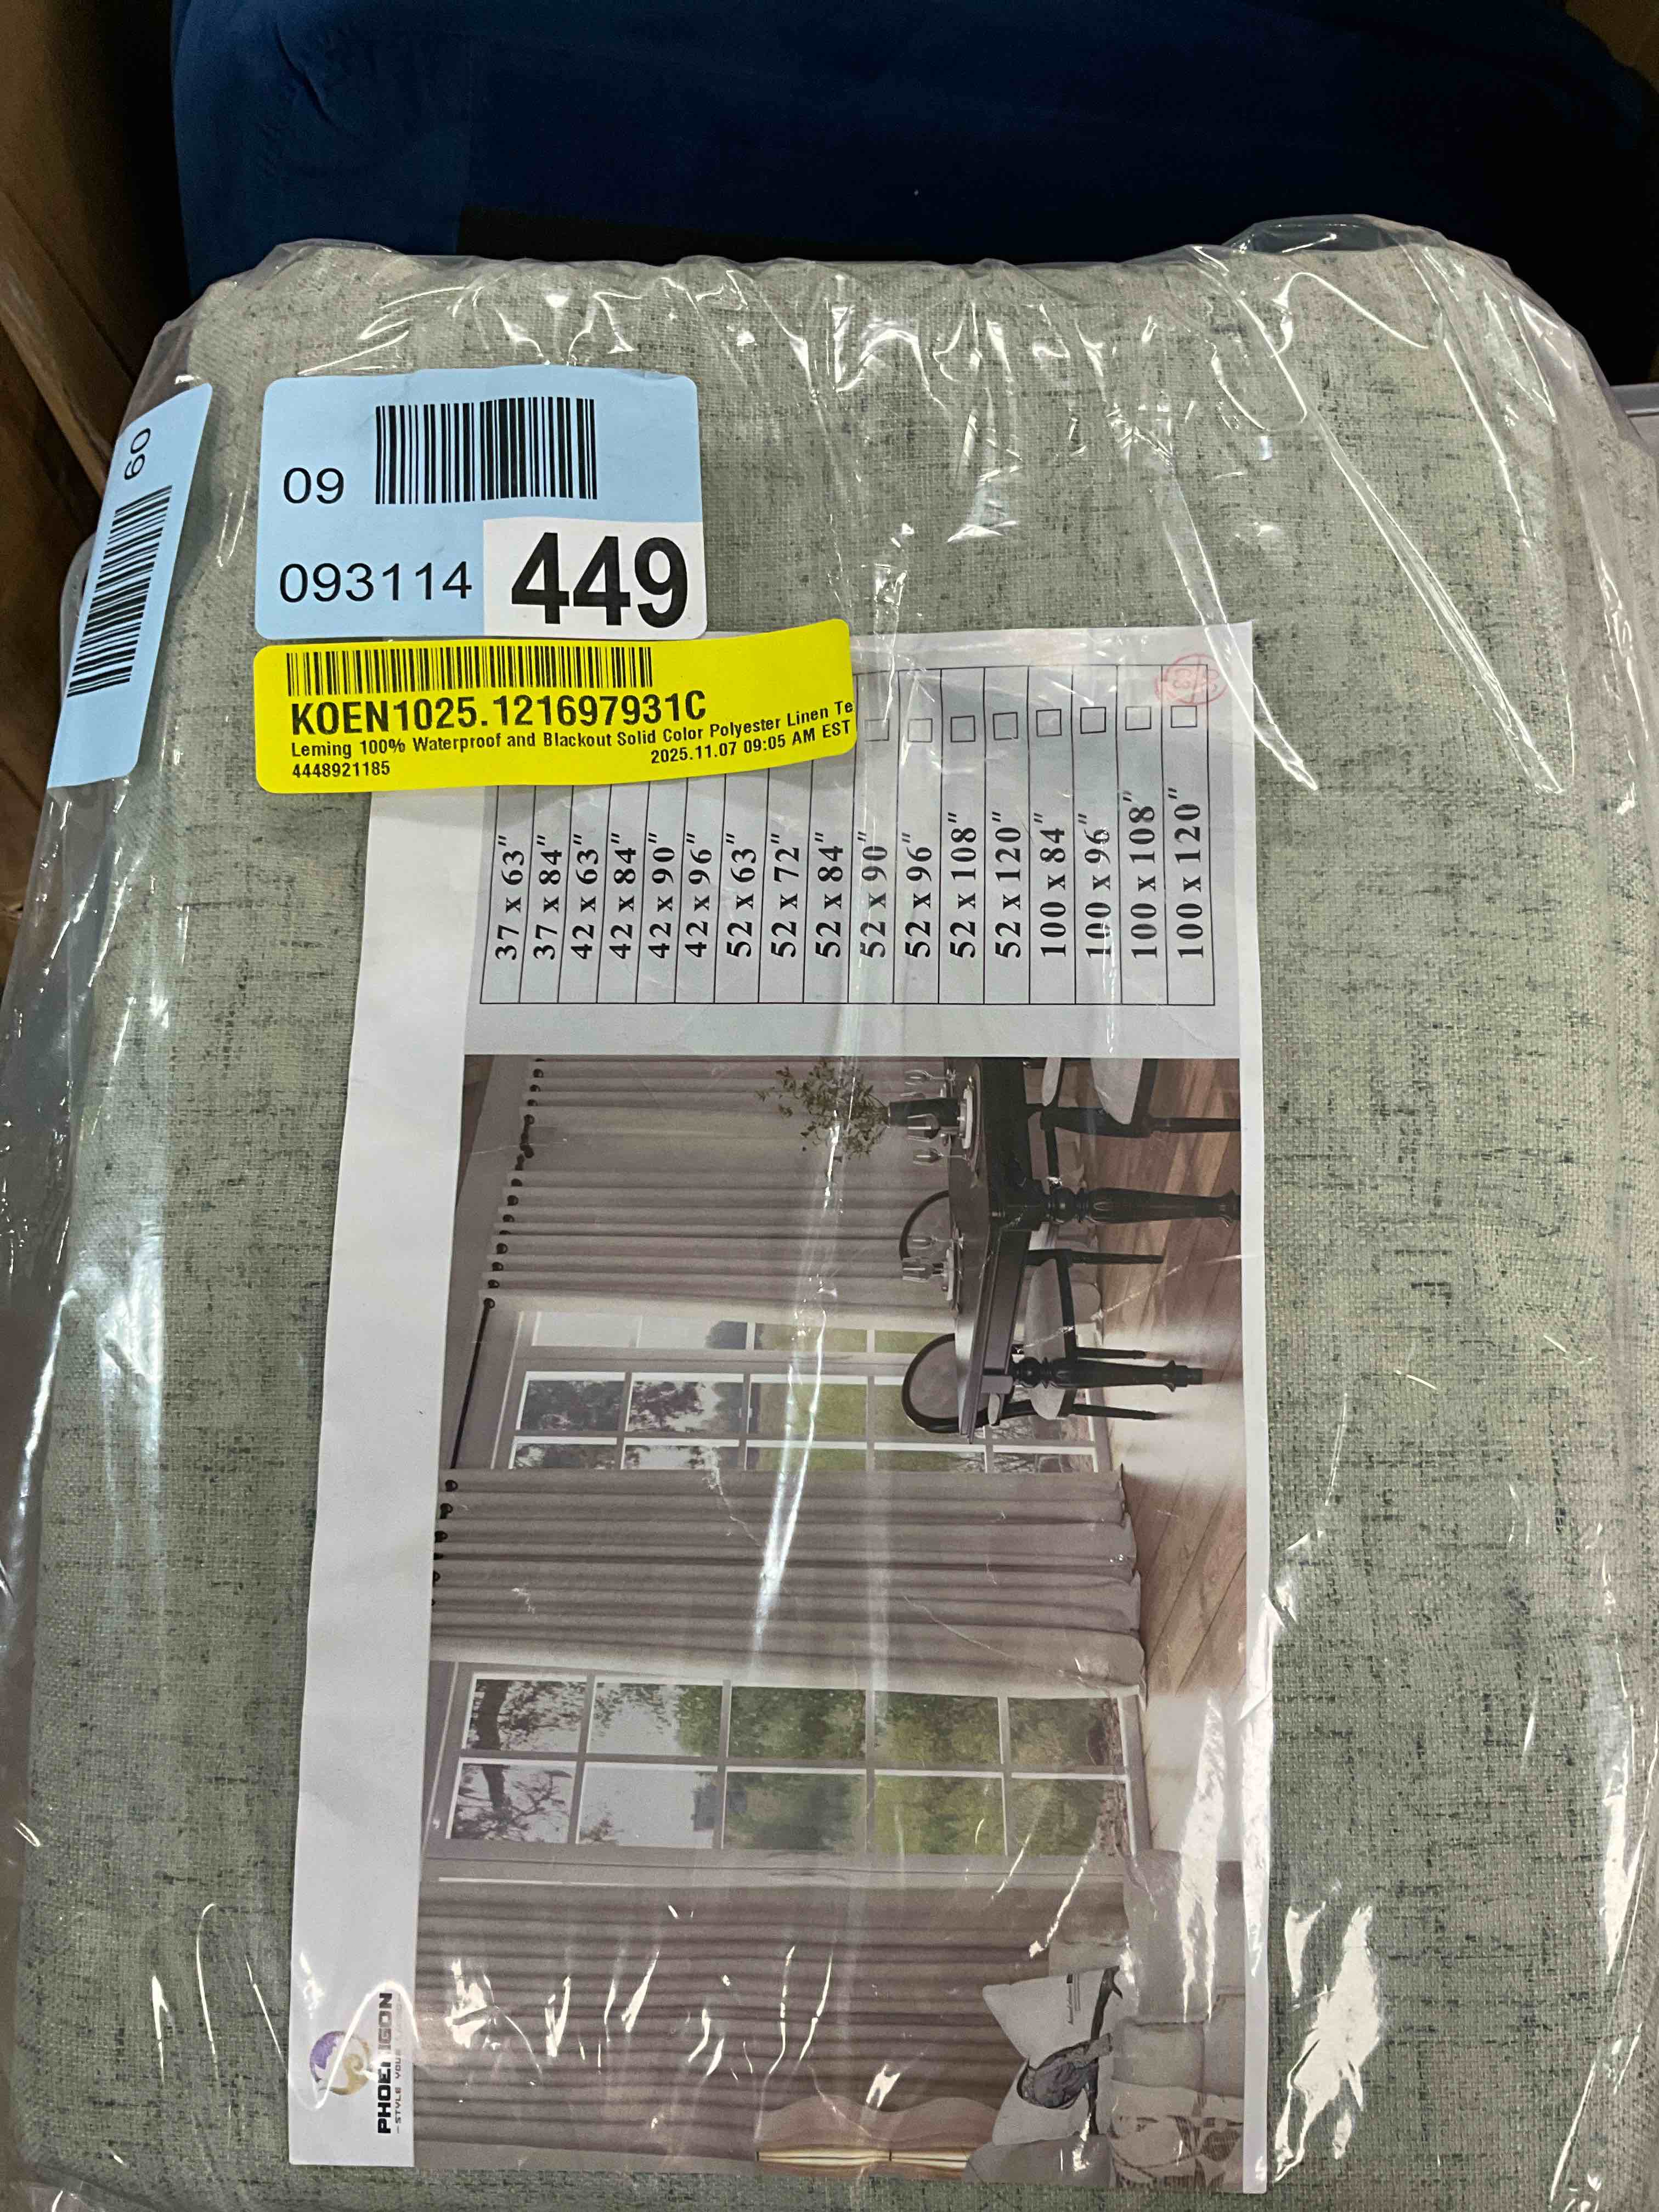 09
09
093114
449
KOEN1025.121697931C
Leming 100% Waterproof and Blackout Solid Color Polyester Linen Te
2025.11.07 09:05 AM EST
4448921185
37 x 63"
37 x 84"
42 x 63"
42 x 84"
42 x 90"
42 x 96"
52 x 63"
52 x 72"
52 x 84"
52 x 90"
52 x 96"
52 x 108"
52 x 120"
100 x 84"
100 x 96"
100 x 108"
100 x 120"
STYLE